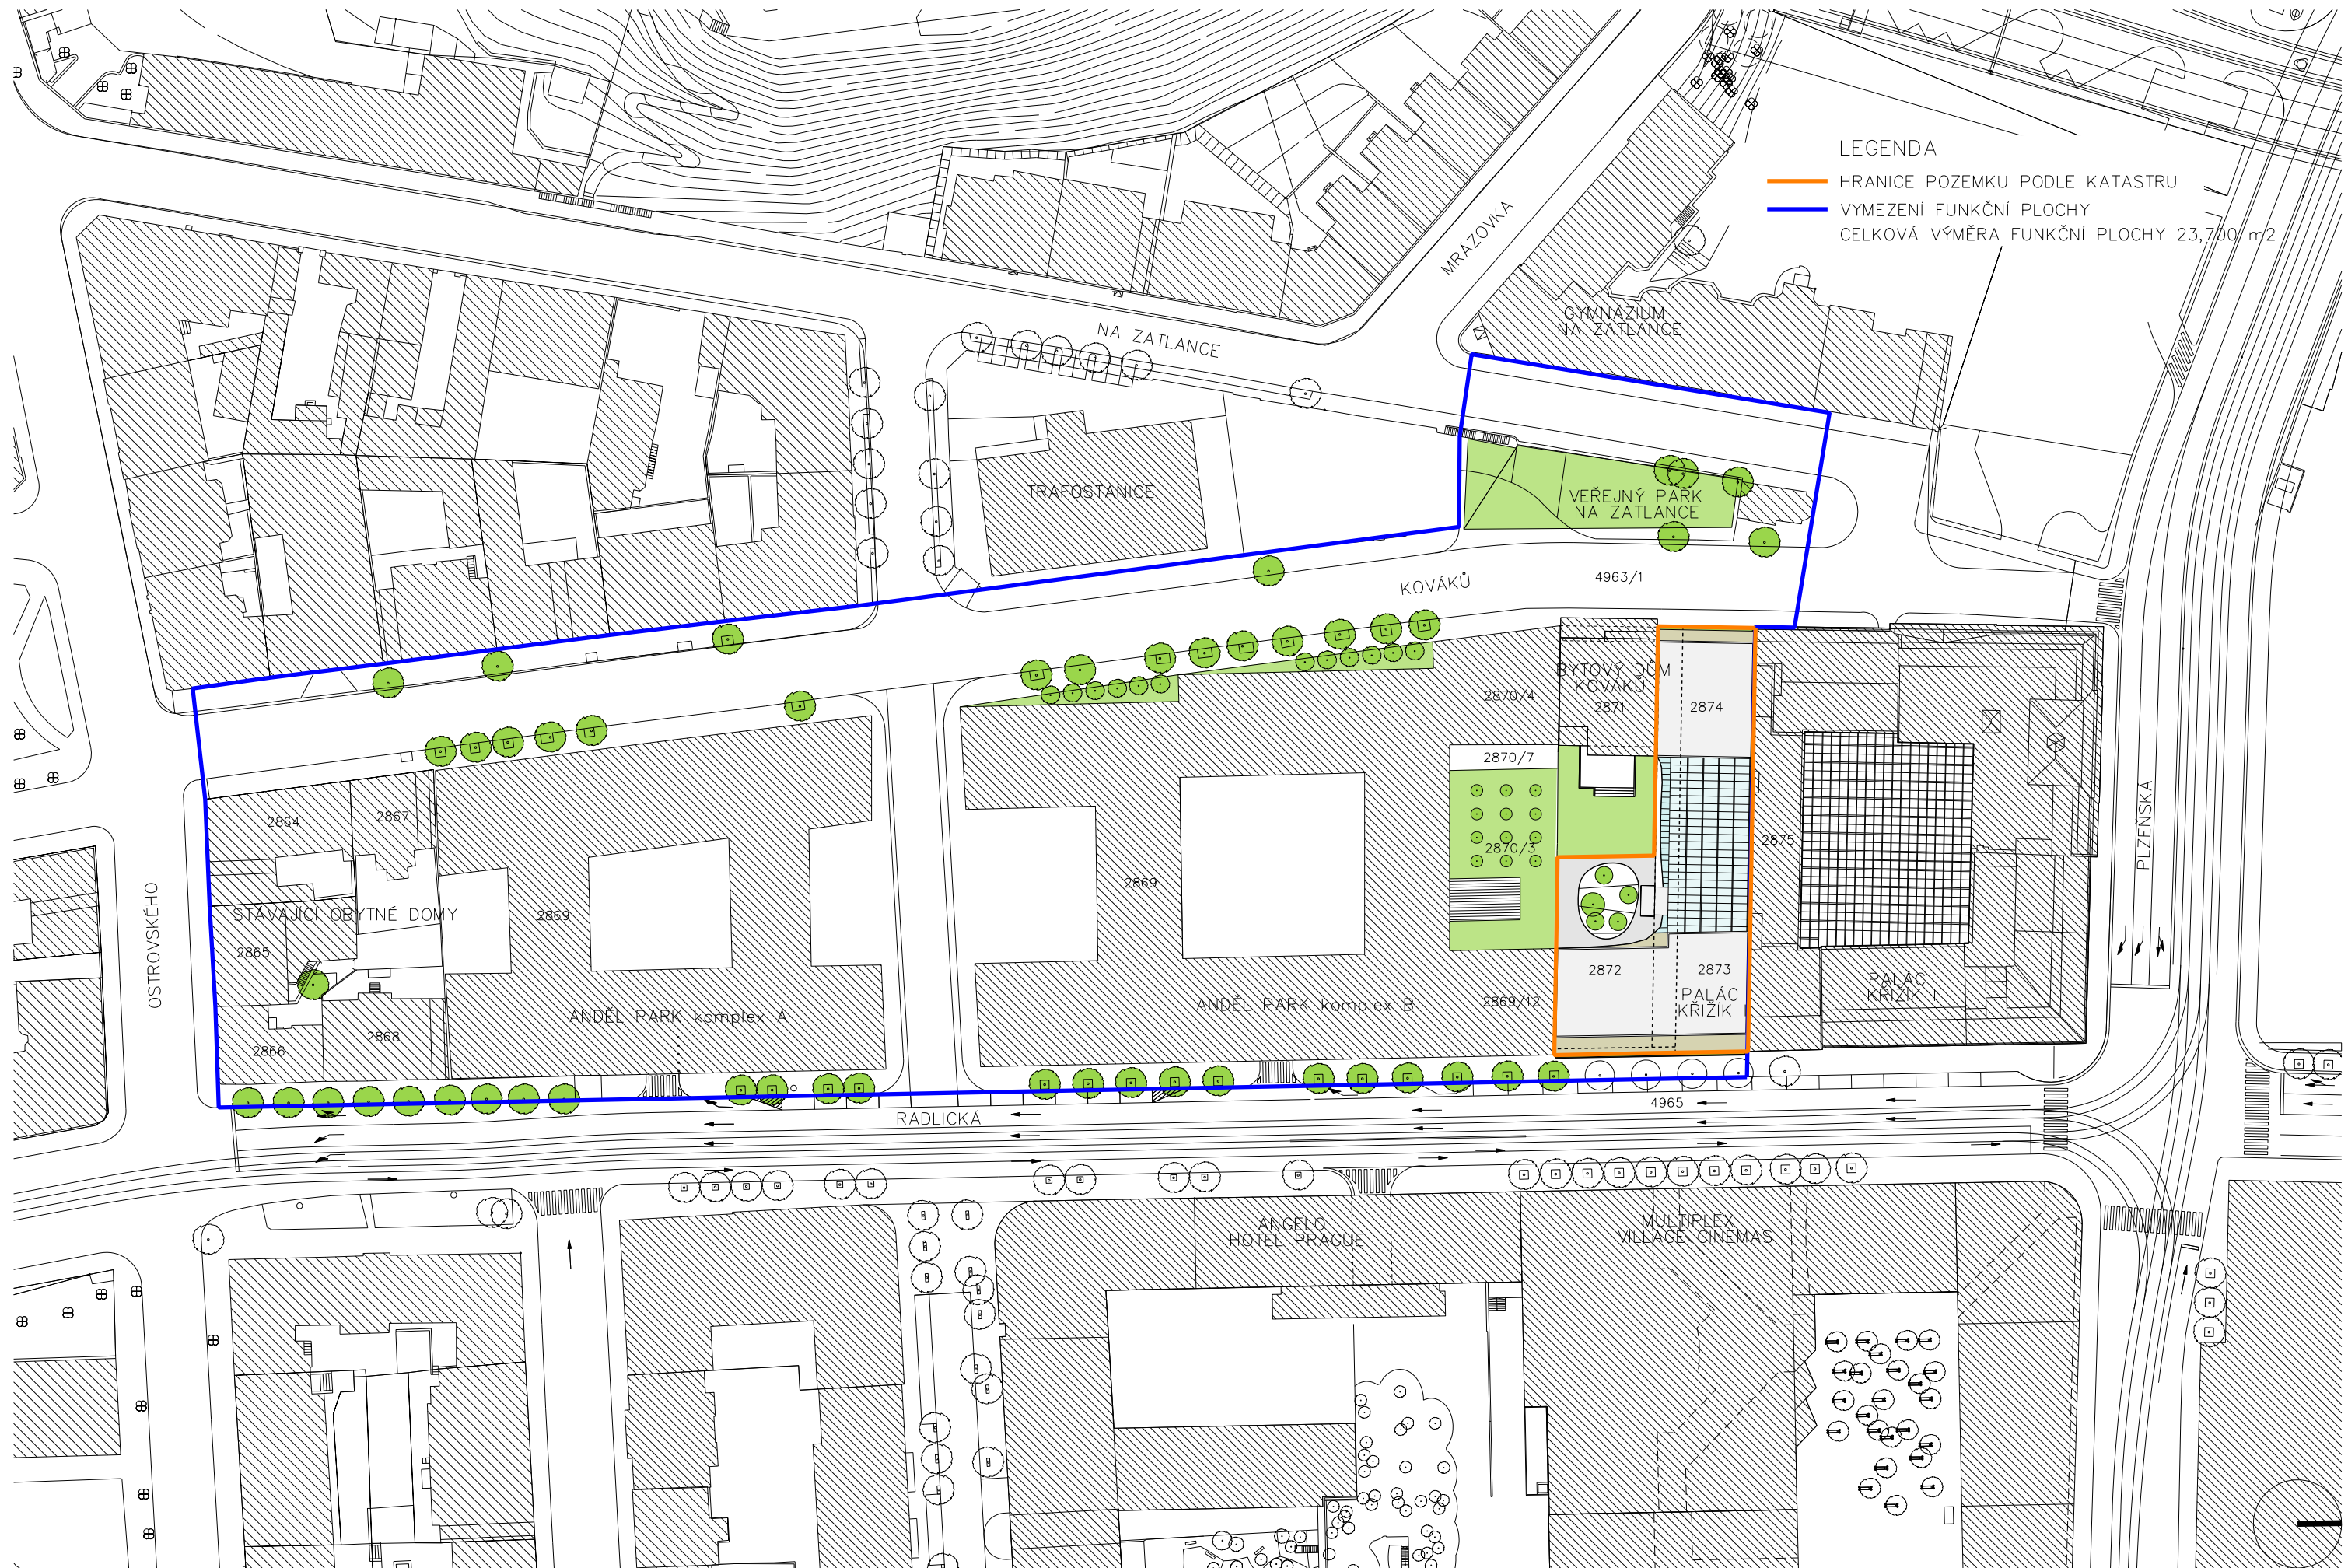 LEGENDA
HRANICE POZEMKU PODLE KATASTRU
VYMEZENÍ FUNKČNÍ PLOCHY
CELKOVÁ VÝMĚRA FUNKČNÍ PLOCHY 23,700 m2
MRÁZOVKA
GYMNÁZIUM
NA ZATLANCE
NA ZATLANCE
TRAFOSTANICE
VEŘEJNÝ PARK
NA ZATLANCE
KOVÁKŮ
4963/1
BYTOVÝ DŮM
KOVÁKŮ
2870/4
2871
2874
2870/7
2864
2867
2870/3
2875
PLZEŇSKÁ
2869
2869
OSTROVSKÉHO
STÁVAJÍCÍ OBYTNÉ DOMY
2865
2872
2873
PALÁC
KŘIŽÍK I
PALÁC
KŘIŽÍK I
2869/12
ANDĚL PARK komplex A
ANDĚL PARK komplex B
2866
2868
RADLICKÁ
4965
ANGELO
HOTEL PRAGUE
MULTIPLEX
VILLAGE CINEMAS